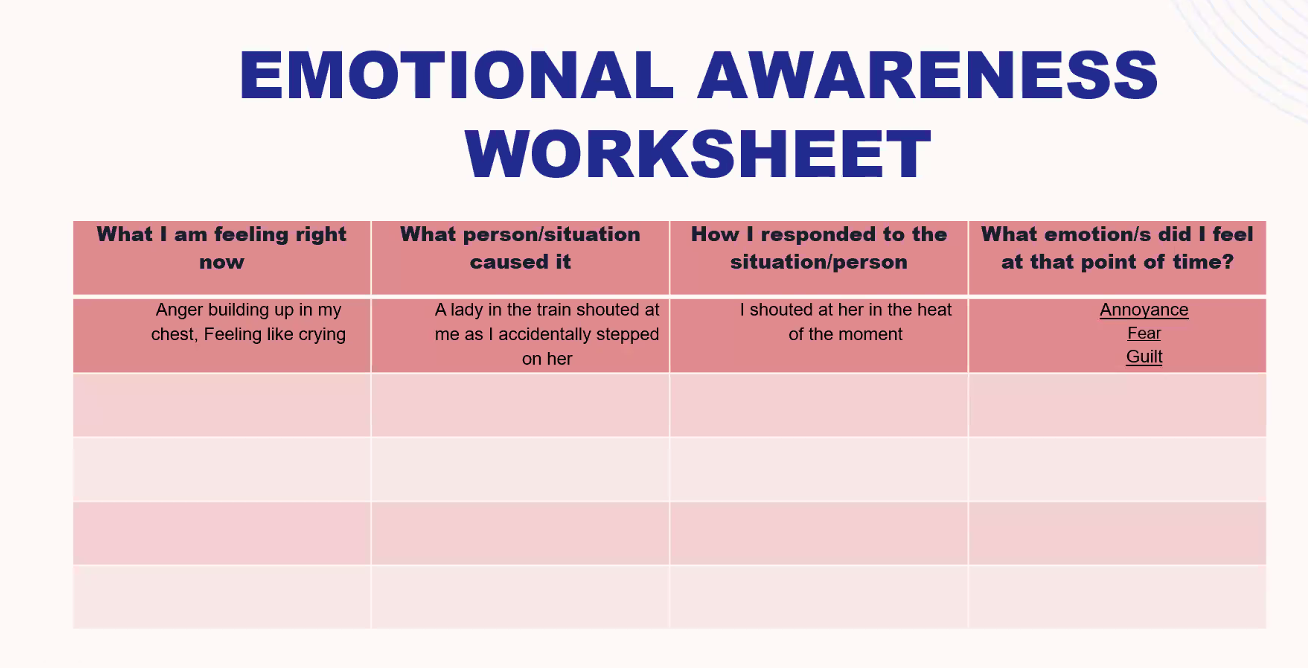 EMOTIONAL AWARENESS
WORKSHEET
What I am feeling right
now
What person/situation
caused it
How I responded to the
situation/person
What emotion/s did I feel
at that point of time?
Anger building up in my
chest, Feeling like crying
A lady in the train shouted at
me as I accidentally stepped
on her
I shouted at her in the heat
of the moment
Annoyance
Fear
Guilt